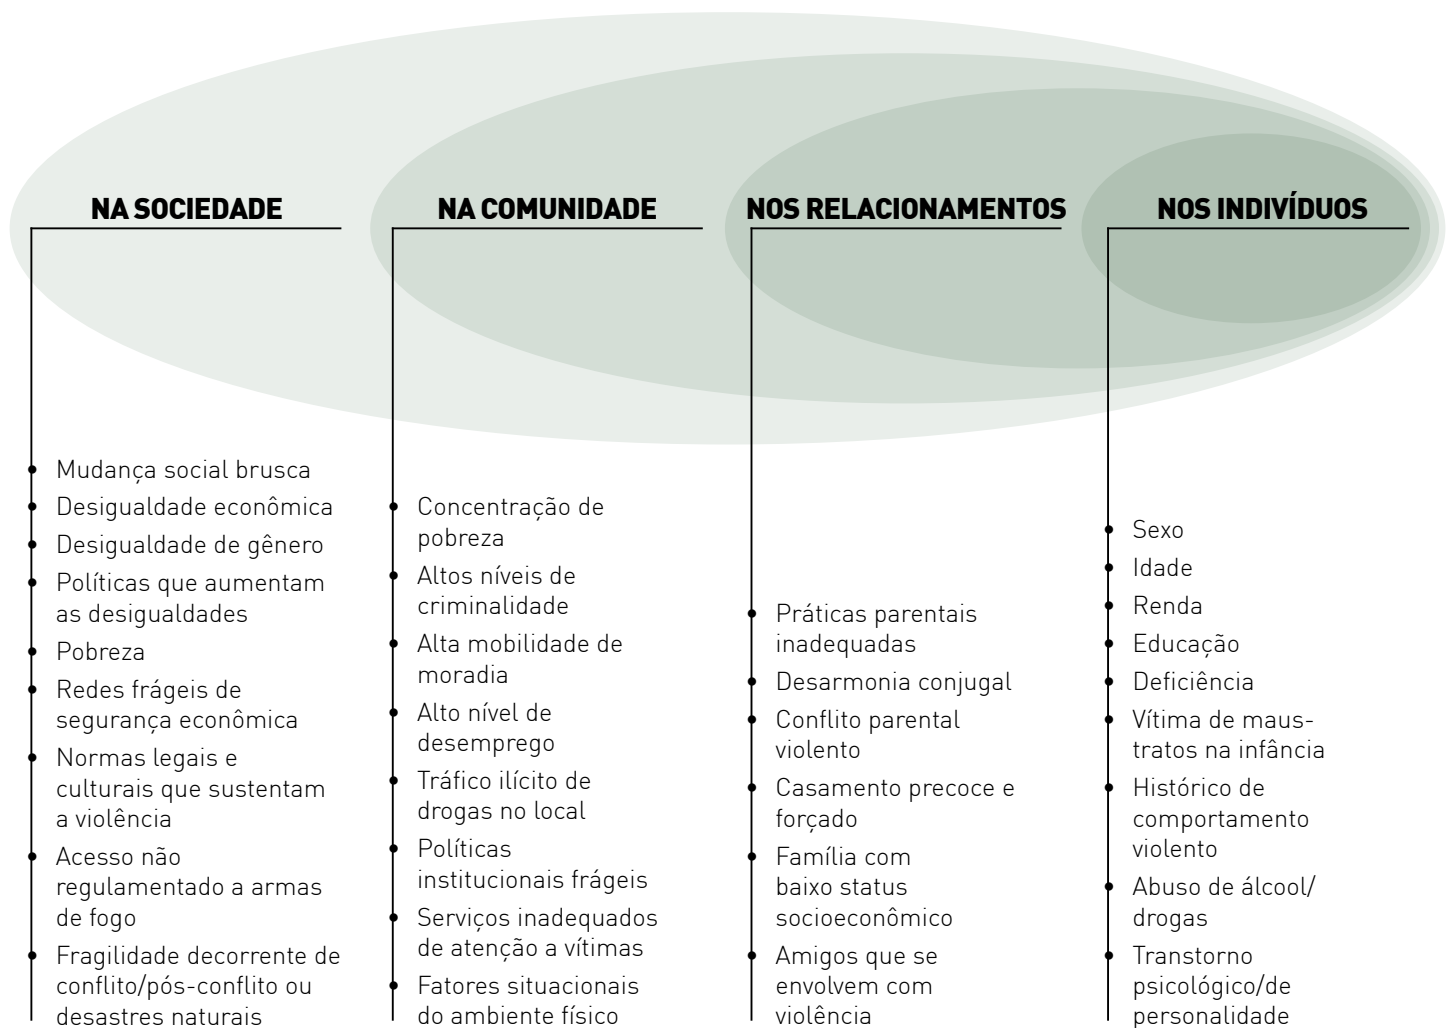 NA SOCIEDADE
Mudança social brusca
Desigualdade econômica
Desigualdade de gênero
Políticas que aumentam
as desigualdades
Pobreza
Redes frágeis de
segurança econômica
Normas legais e
culturais que sustentam
a violência
Acesso não
regulamentado a armas
de fogo
Fragilidade decorrente de
conflito/pós-conflito ou
desastres naturais
NA COMUNIDADE
Concentração de
pobreza
Altos níveis de
criminalidade
Alta mobilidade de
moradia
Alto nível de
desemprego
Tráfico ilícito de
drogas no local
Políticas
institucionais frágeis
Serviços inadequados
de atenção a vítimas
Fatores situacionais
do ambiente físico
NOS RELACIONAMENTOS
Práticas parentais
inadequadas
Desarmonia conjugal
Conflito parental
violento
Casamento precoce e
forçado
Família com
baixo status
socioeconômico
Amigos que se
envolvem com
violência
NOS INDIVÍDUOS
Sexo
Idade
Renda
Educação
Deficiência
Vítima de maus-
tratos na infância
Histórico de
comportamento
violento
Abuso de álcool/
drogas
Transtorno
psicológico/de
personalidade